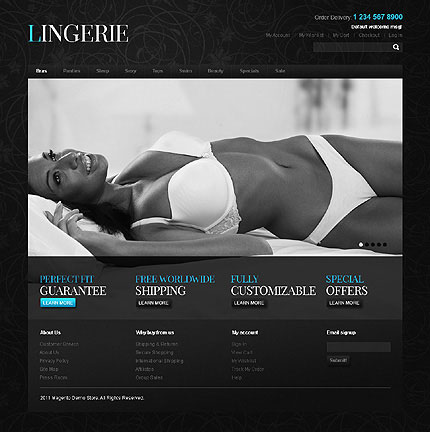 LINGERIE
Order Delivery: 1 234 567 8900
Default welcome msg!
My Account | My Wishlist | My Cart | Checkout | Log In
Bras Panties Sleep Sexy Swim Beauty Specials Sale
PERFECT FIT
GUARANTEE
LEARN MORE
FREE WORLDWIDE
SHIPPING
LEARN MORE
FULLY
CUSTOMIZABLE
LEARN MORE
SPECIAL
OFFERS
LEARN MORE
About Us
Customer Service
About Us
Privacy Policy
Site Map
Press Room
Why buy from us
Shipping & Returns
Secure Shopping
International Shipping
Affiliates
Group Sales
My account
Sign In
View Cart
My Wishlist
Track My Order
Help
Email signup
Submit
2011 Magento Demo Store. All Rights Reserved.